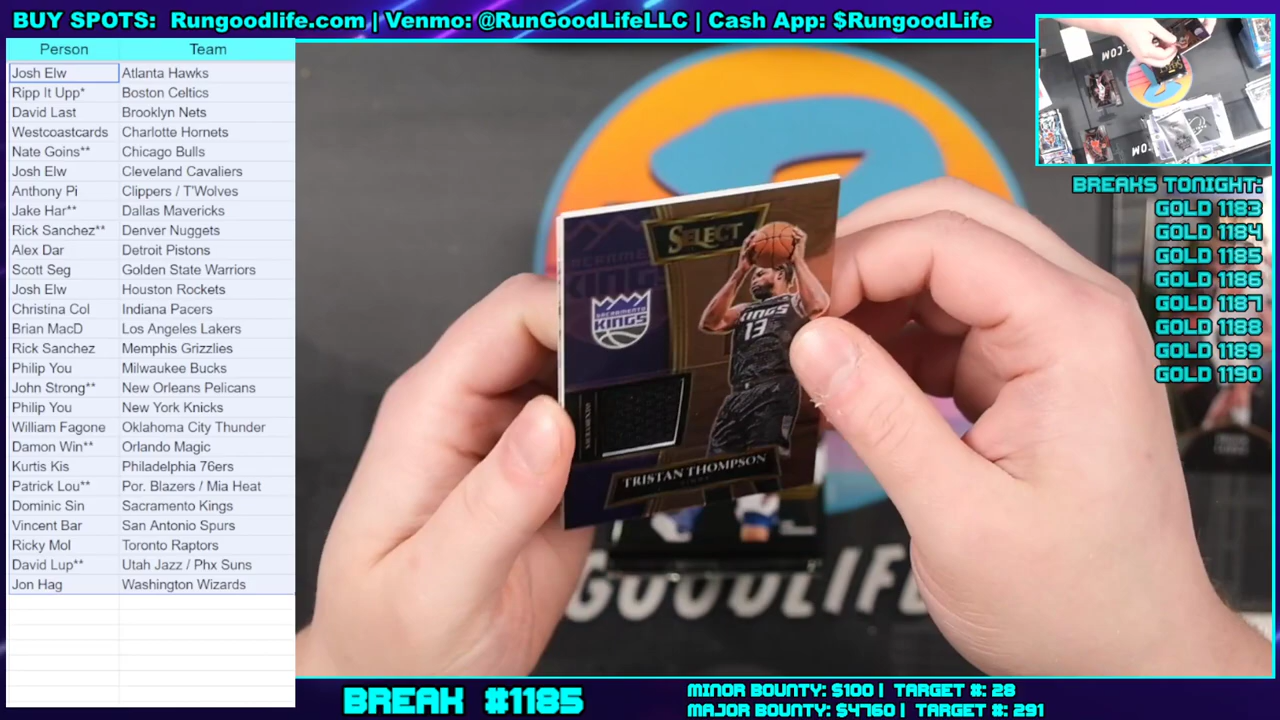 BUY SPOTS: Rungoodlife.com | Venmo: @RunGoodLifeLLC | Cash App: $RungoodLife
Person Team
Josh Elw Atlanta Hawks
Ripp It Upp* Boston Celtics
David Last Brooklyn Nets
Westcoastcards Charlotte Hornets
Nate Goins** Chicago Bulls
Josh Elw Cleveland Cavaliers
Anthony Pi Clippers / T'Wolves
Jake Har** Dallas Mavericks
Rick Sanchez** Denver Nuggets
Alex Dar Detroit Pistons
Scott Seg Golden State Warriors
Josh Elw Houston Rockets
Christina Col Indiana Pacers
Brian MacD Los Angeles Lakers
Rick Sanchez Memphis Grizzlies
Philip You Milwaukee Bucks
John Strong** New Orleans Pelicans
Philip You New York Knicks
William Fagone Oklahoma City Thunder
Damon Win** Orlando Magic
Kurtis Kis Philadelphia 76ers
Patrick Lou** Por. Blazers / Mia Heat
Dominic Sin Sacramento Kings
Vincent Bar San Antonio Spurs
Ricky Mol Toronto Raptors
David Lup** Utah Jazz / Phx Suns
Jon Hag Washington Wizards
SELECT
SACRAMENTO
KINGS
KINGS
13
TRISTAN THOMPSON
GOODLIFE
BREAKS TONIGHT:
GOLD 1183
GOLD 1184
GOLD 1185
GOLD 1186
GOLD 1187
GOLD 1188
GOLD 1189
GOLD 1190
BREAK #1185
MINOR BOUNTY: $100 | TARGET #: 28
MAJOR BOUNTY: $4760 | TARGET #: 291